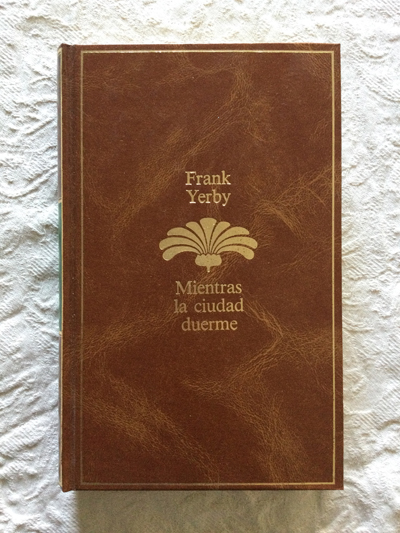 Frank
Yerby
Mientras
la ciudad
duerme